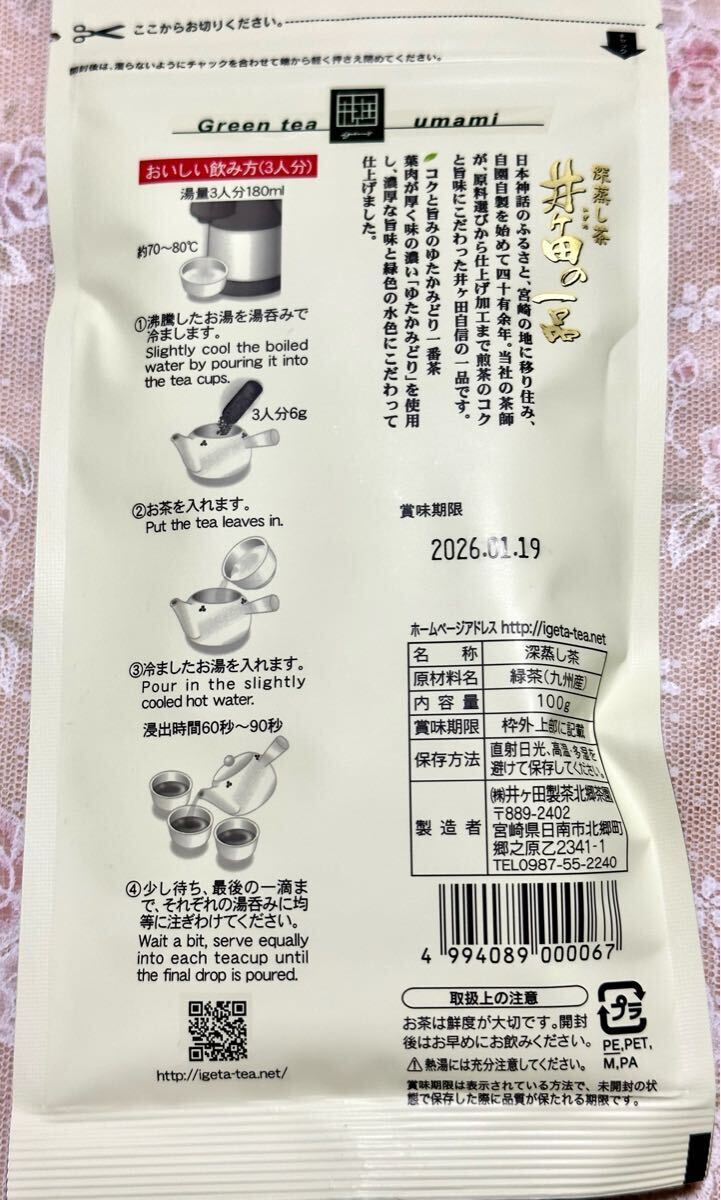 ここからお切りください。
チャック
開封後は、湿らないようにチャックを合わせて端から軽く押さえ閉めてください。
Green tea
umami
深蒸し茶
井ヶ田の一品
日本神話のふるさと、宮崎の地に移り住み、
自園自製を始めて四十有余年。当社の茶師
が、原料選びから仕上げ加工まで煎茶のコク
と旨味にこだわった井ヶ田自信の一品です。
コクと旨みのゆたかみどり一番茶
葉肉が厚く味の濃い「ゆたかみどり」を使用
し、濃厚な旨味と緑色の水色にこだわって
仕上げました。
おいしい飲み方(3人分)
湯量3人分180ml
約70～80℃
①沸騰したお湯を湯呑みで
冷まします。
Slightly cool the boiled
water by pouring it into
the tea cups.
3人分6g
②お茶を入れます。
Put the tea leaves in.
③冷ましたお湯を入れます。
Pour in the slightly
cooled hot water.
浸出時間60秒～90秒
④少し待ち、最後の一滴ま
で、それぞれの湯呑みに均
等に注ぎわけてください。
Wait a bit, serve equally
into each teacup until
the final drop is poured.
http://igeta-tea.net/
賞味期限
2026.01.19
ホームページアドレス http://igeta-tea.net
名称 深蒸し茶
原材料名 緑茶(九州産)
内容量 100g
賞味期限 枠外上部に記載
保存方法 直射日光、高温・多湿を
避けて保存してください。
製造者 ㈱井ヶ田製茶北郷茶園
〒889-2402
宮崎県日南市北郷町
郷之原乙2341-1
TEL0987-55-2240
4 994089 000067
取扱上の注意
お茶は鮮度が大切です。開封
後はお早めにお飲みください。
⚠熱湯には充分注意してください。
プラ
PE,PET,
M,PA
賞味期限は表示されている方法で、未開封の状
態で保存した際に品質が保たれる期限です。